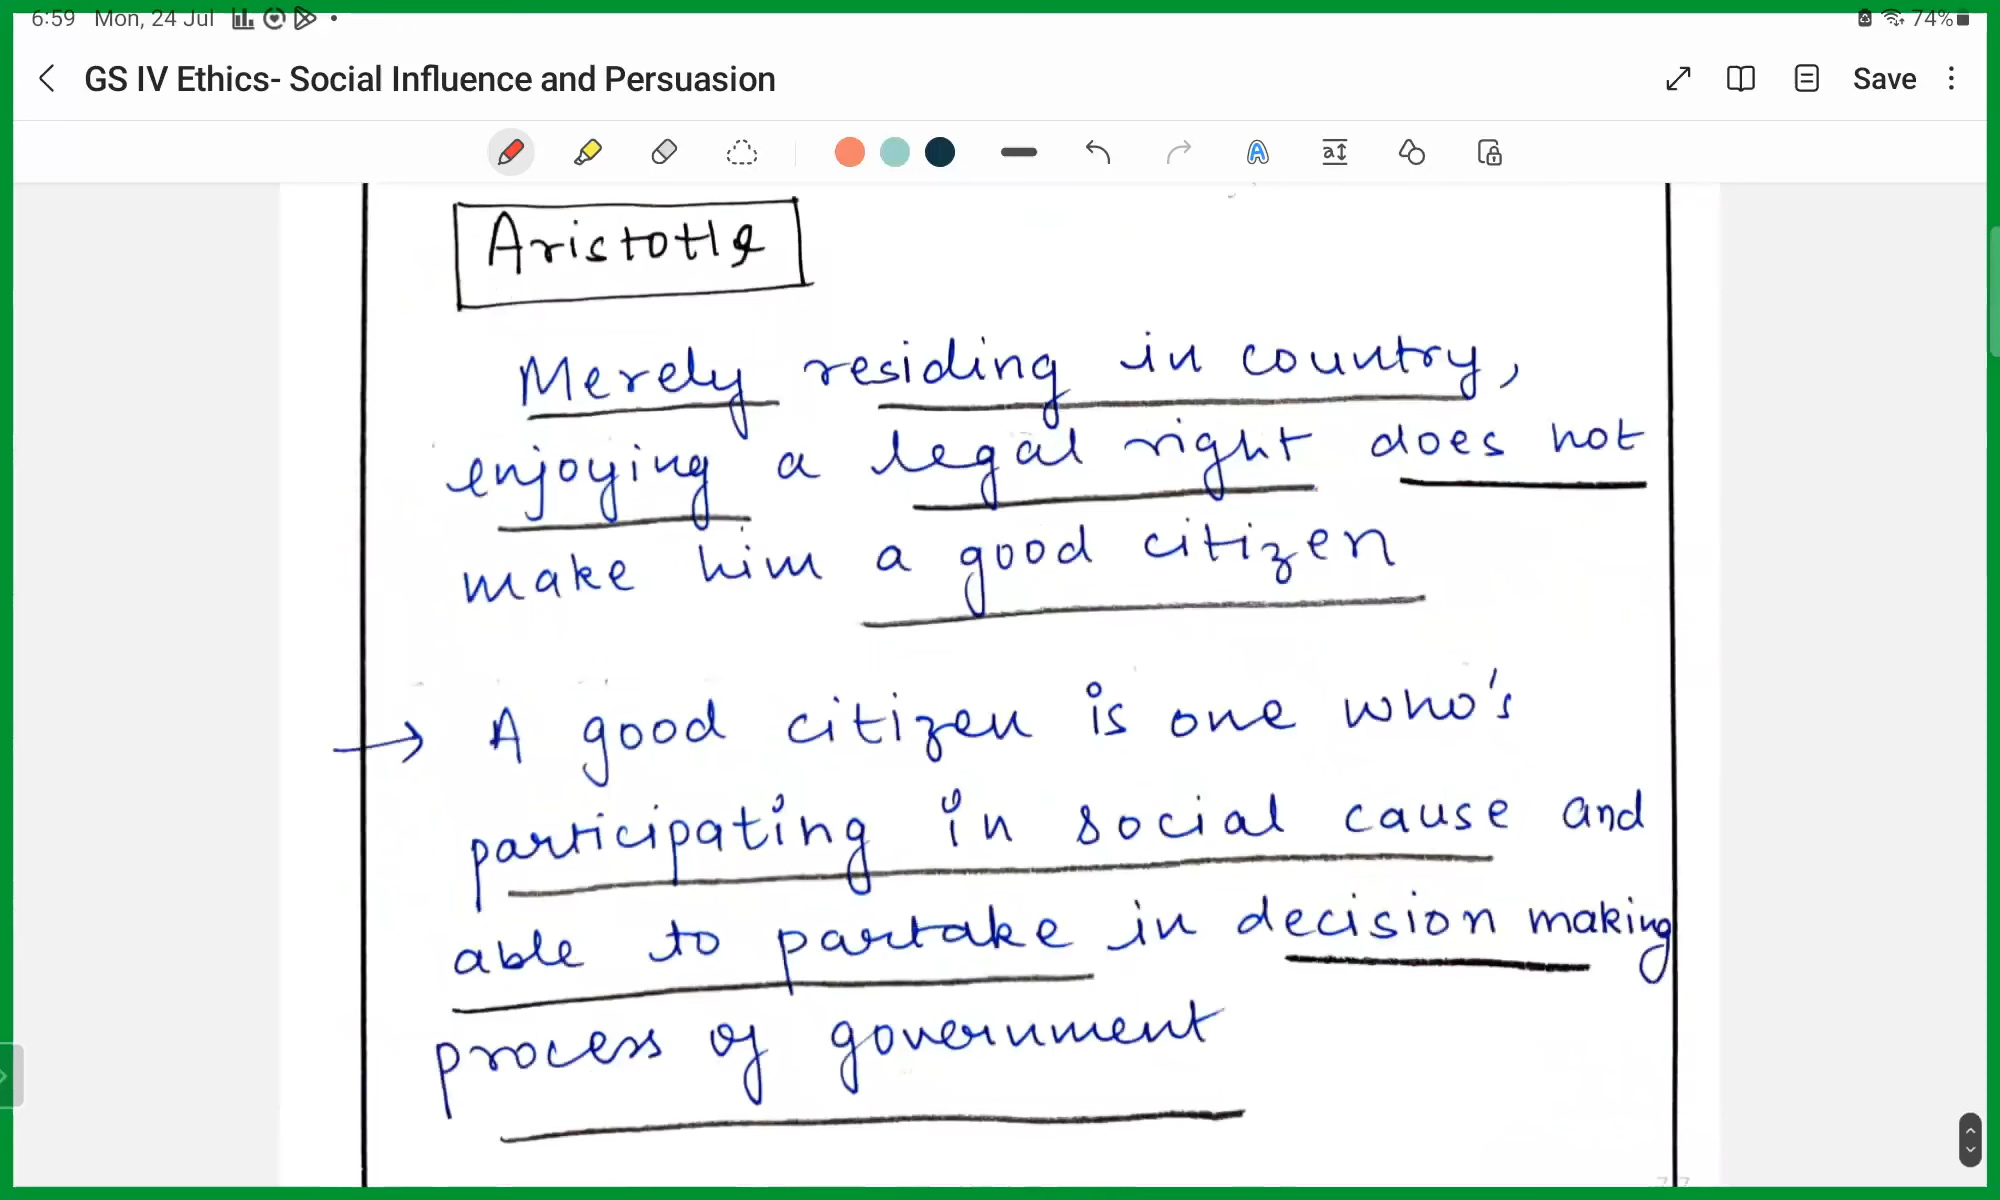 6:59 Mon, 24 Jul 74%
GS IV Ethics- Social Influence and Persuasion Save
Aristotle
Merely residing in country,
enjoying a legal right does not
make him a good citizen
→ A good citizen is one who's
participating in social cause and
able to partake in decision making
process of government